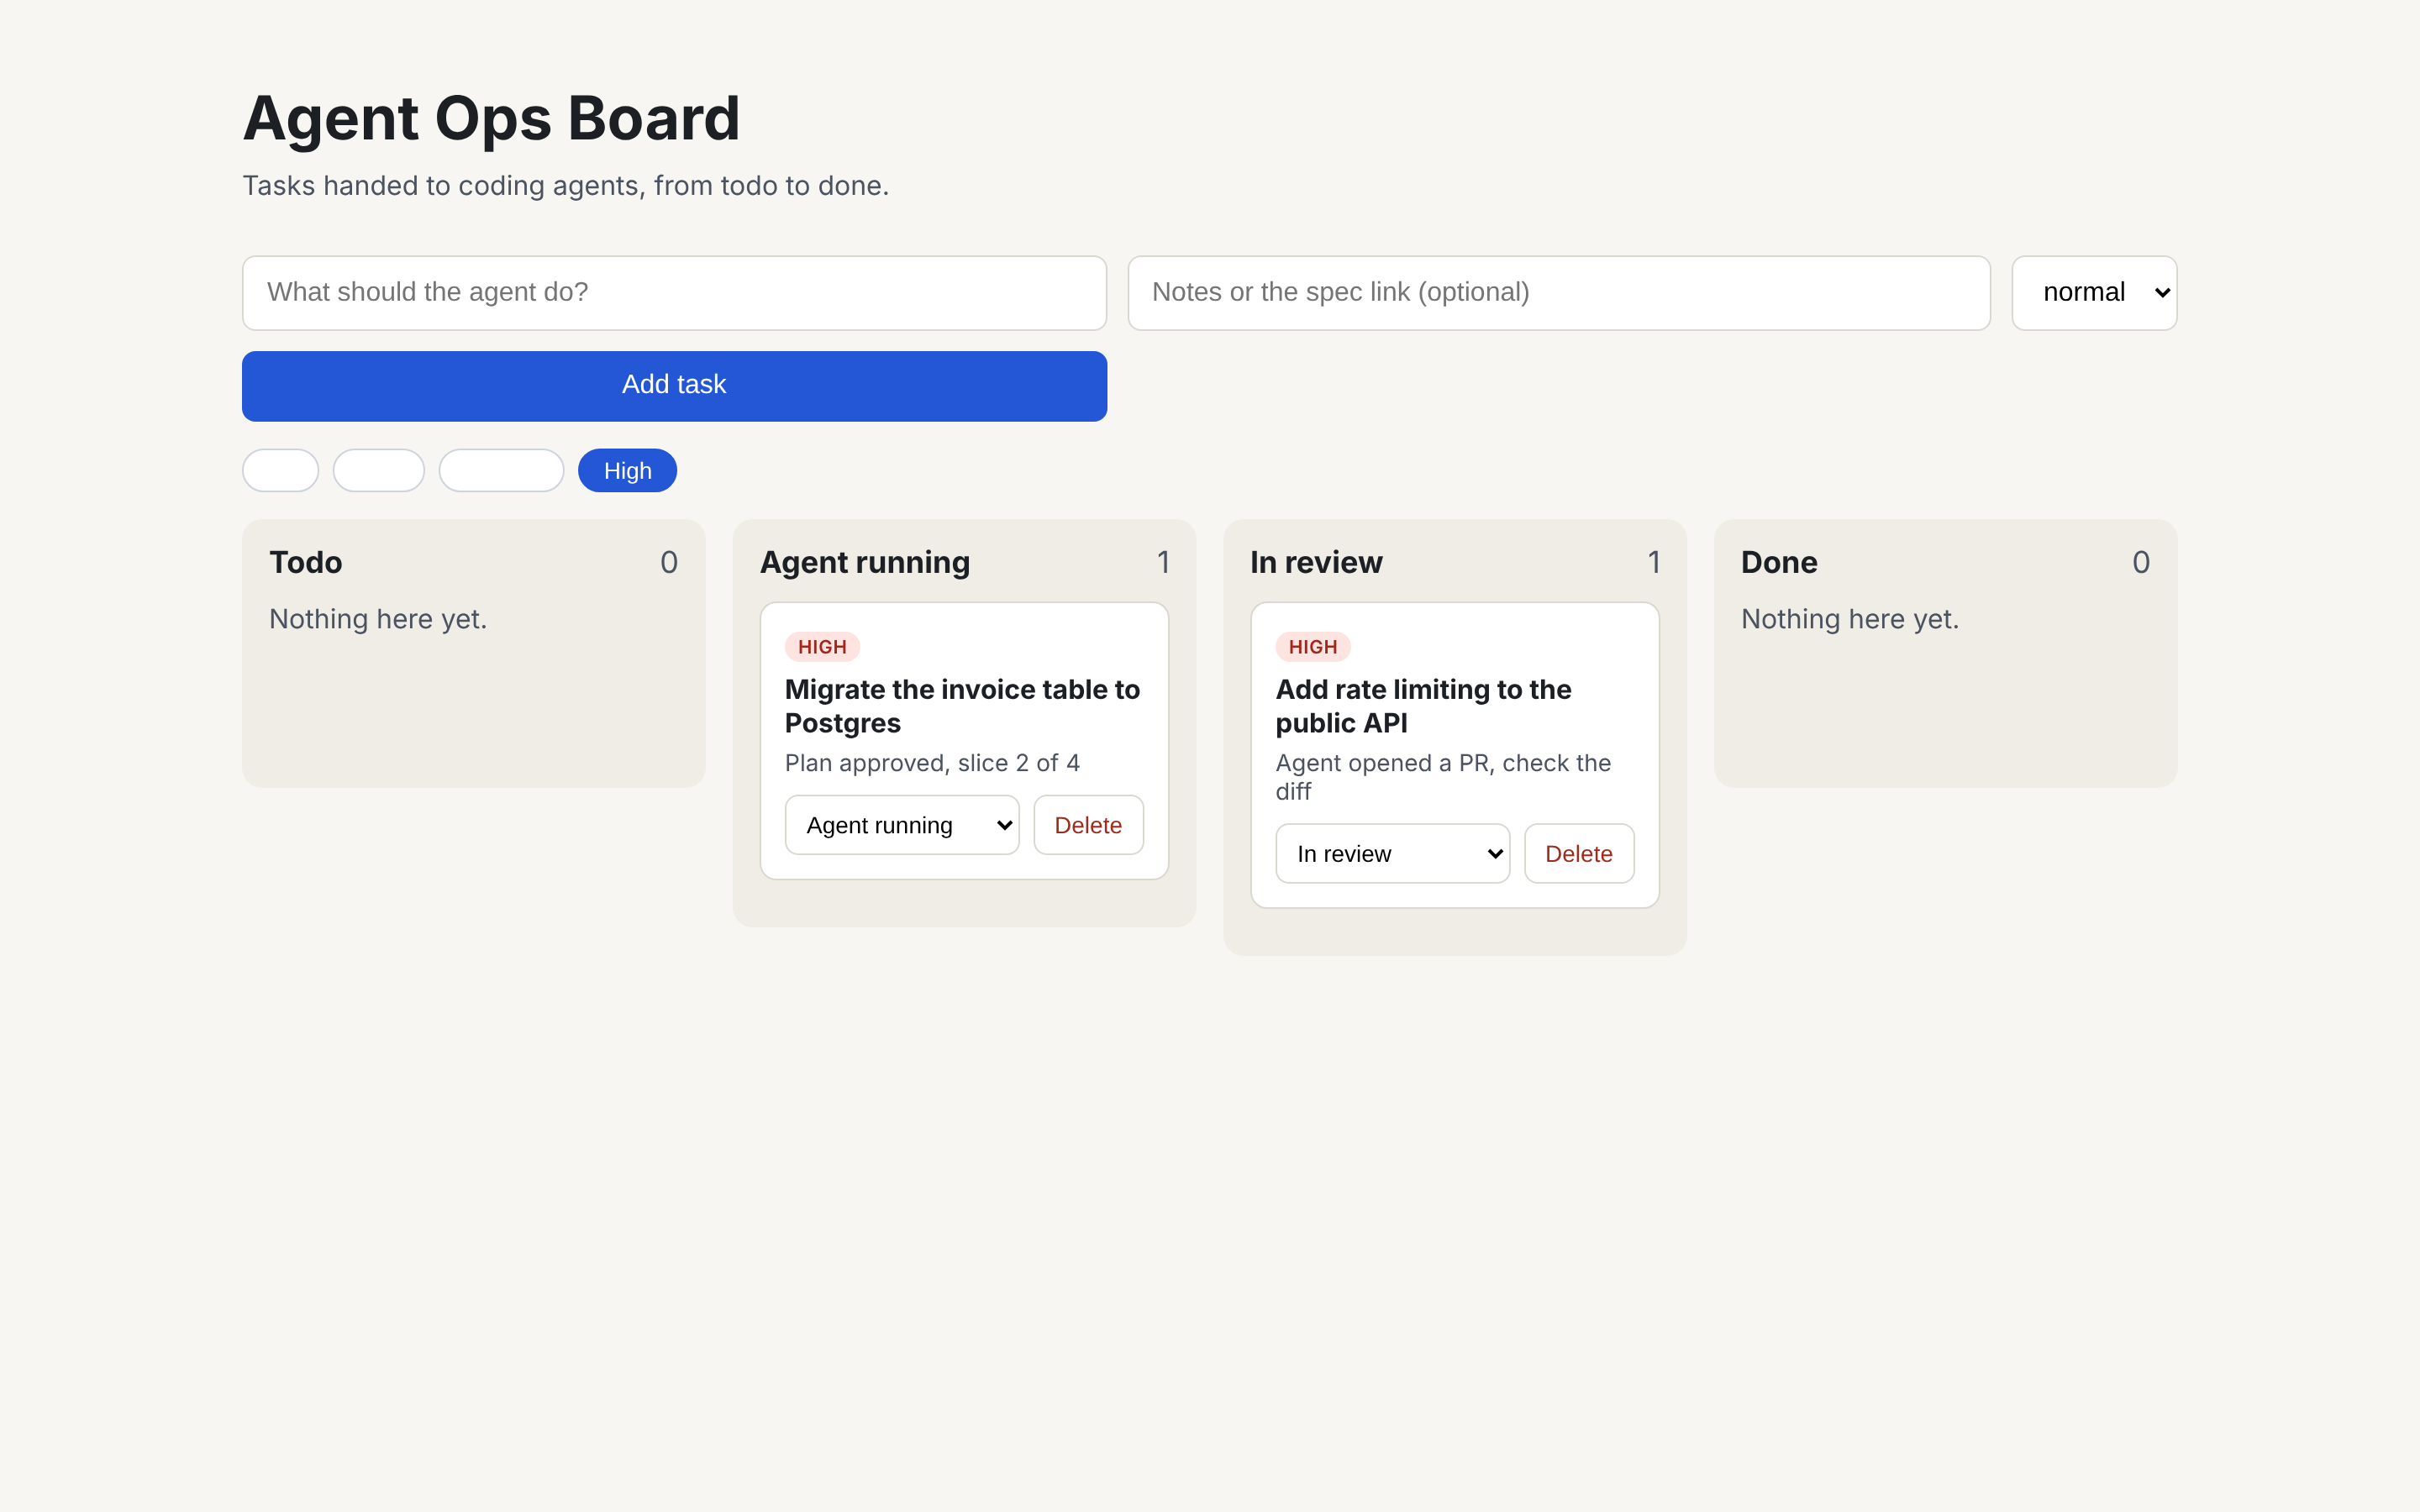 Agent Ops Board
Tasks handed to coding agents, from todo to done.
What should the agent do?
Notes or the spec link (optional)
normal
Add task
High
Todo
0
Nothing here yet.
Agent running
1
HIGH
Migrate the invoice table to
Postgres
Plan approved, slice 2 of 4
Agent running
Delete
In review
1
HIGH
Add rate limiting to the
public API
Agent opened a PR, check the
diff
In review
Delete
Done
0
Nothing here yet.